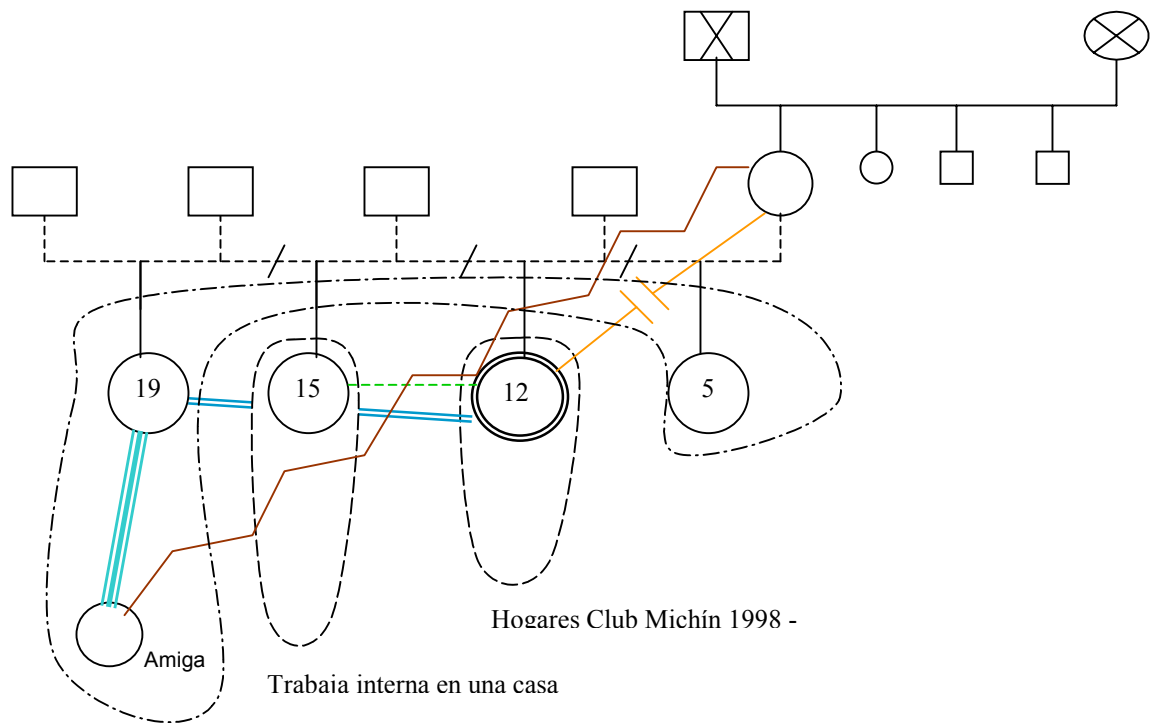 19
15
12
5
Hogares Club Michín 1998 -
Amiga
Trabaja interna en una casa